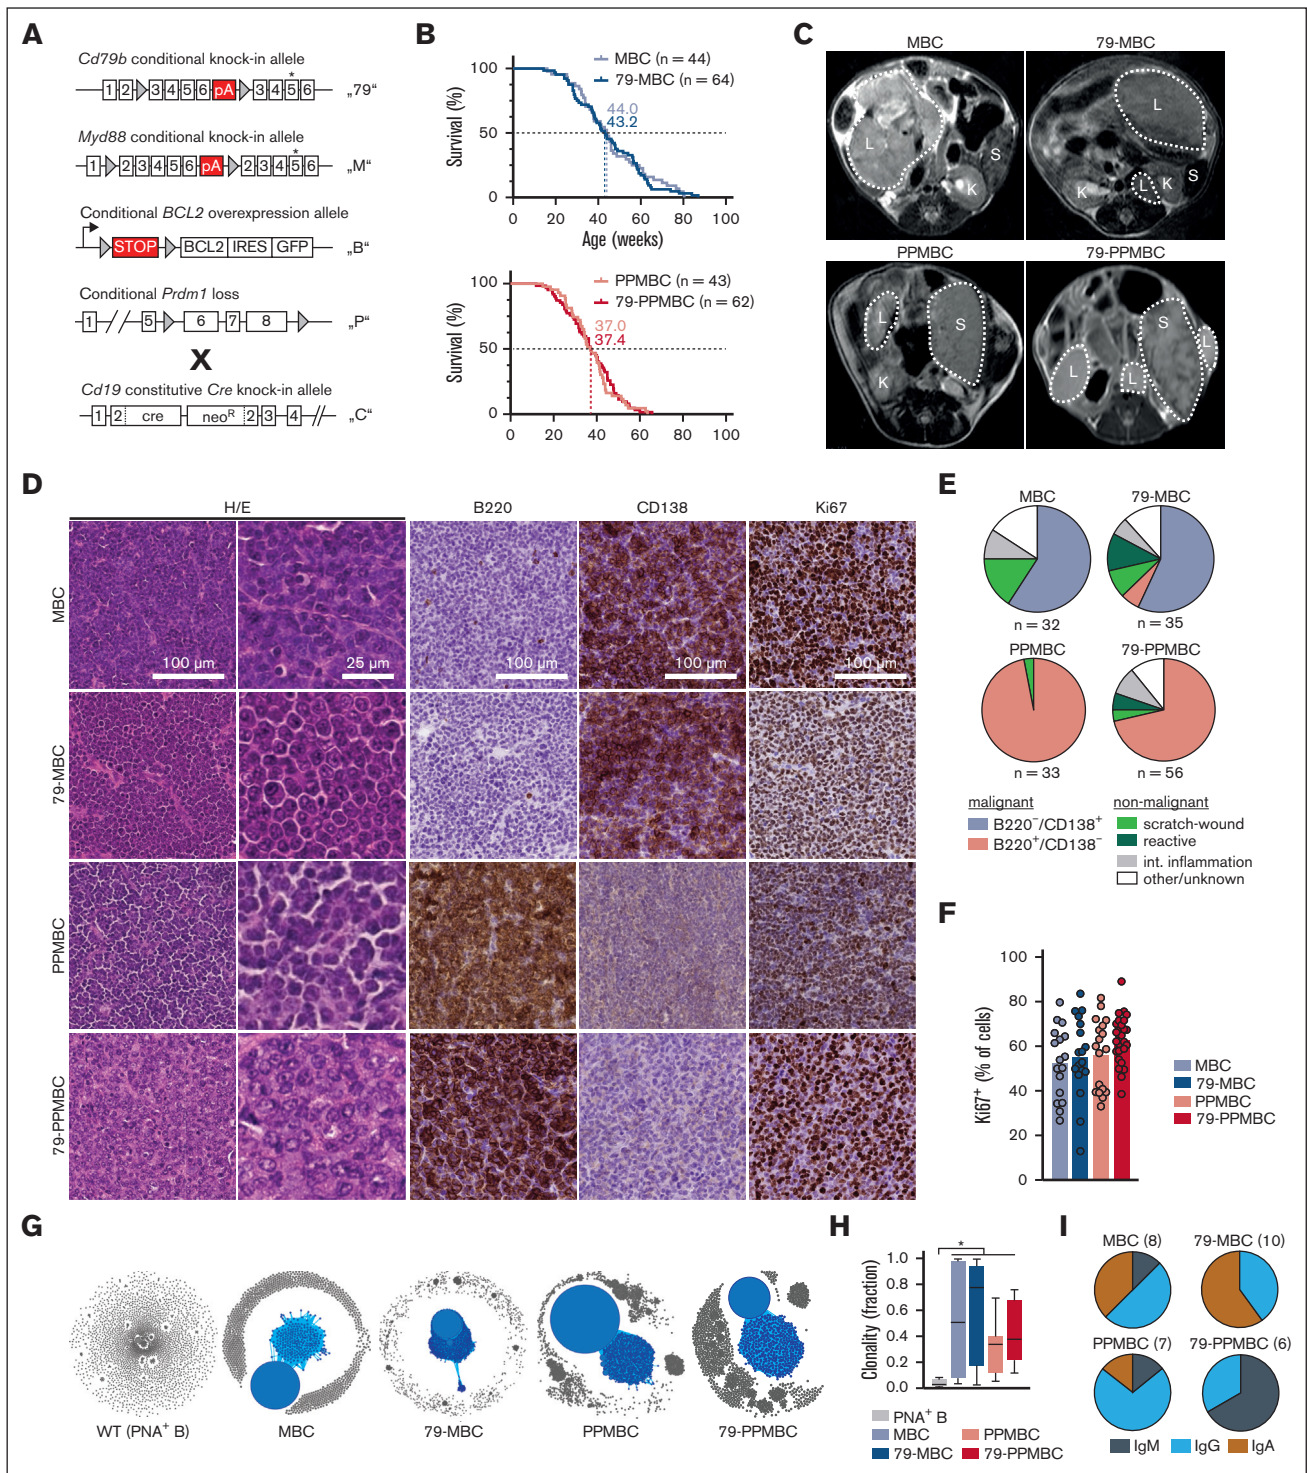 A
Cd79b conditional knock-in allele
*
1 2 3 4 5 6 pA 3 4 5 6 „79“
Myd88 conditional knock-in allele
*
1 2 3 4 5 6 pA 2 3 4 5 6 „M“
Conditional BCL2 overexpression allele
STOP BCL2 IRES GFP „B“
Conditional Prdm1 loss
1 5 6 7 8 „P“
X
Cd19 constitutive Cre knock-in allele
1 2 cre neoR 2 3 4 „C“
B
MBC (n = 44)
79-MBC (n = 64)
Survival (%)
100
50
0
44.0
43.2
0 20 40 60 80 100
Age (weeks)
PPMBC (n = 43)
79-PPMBC (n = 62)
Survival (%)
100
50
0
37.0
37.4
0 20 40 60 80 100
C
MBC 79-MBC
L S K
L K L K S
PPMBC 79-PPMBC
L S K
S L L L
D
H/E B220 CD138 Ki67
MBC
100 µm 25 µm 100 µm 100 µm 100 µm
79-MBC
PPMBC
79-PPMBC
E
MBC 79-MBC
n = 32 n = 35
PPMBC 79-PPMBC
n = 33 n = 56
malignant
B220−/CD138+
B220+/CD138−
non-malignant
scratch-wound
reactive
int. inflammation
other/unknown
F
Ki67+ (% of cells)
100
80
60
40
20
0
MBC
79-MBC
PPMBC
79-PPMBC
G
WT (PNA+ B) MBC 79-MBC PPMBC 79-PPMBC
H
*
Clonality (fraction)
1.0
0.8
0.6
0.4
0.2
0.0
PNA+ B
MBC PPMBC
79-MBC 79-PPMBC
I
MBC (8) 79-MBC (10)
PPMBC (7) 79-PPMBC (6)
IgM IgG IgA